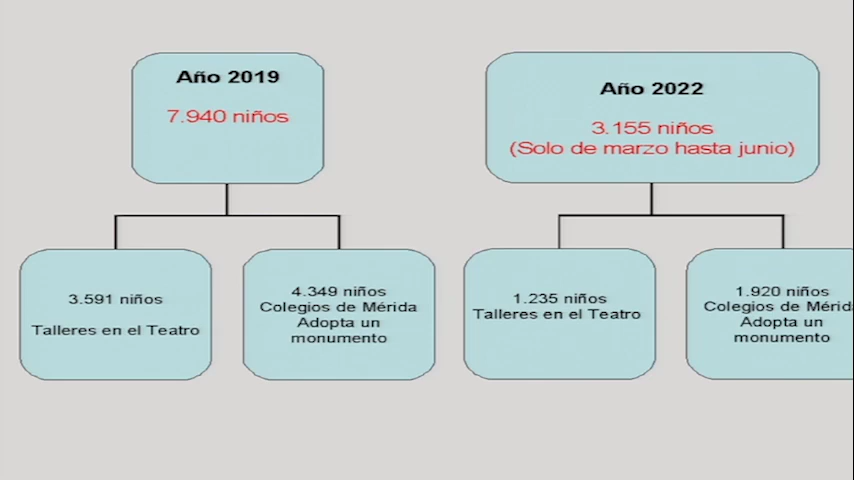 Año 2019
7.940 niños
Año 2022
3.155 niños
(Solo de marzo hasta junio)
3.591 niños
Talleres en el Teatro
4.349 niños
Colegios de Mérida
Adopta un
monumento
1.235 niños
Talleres en el Teatro
1.920 niños
Colegios de Mérid
Adopta un
monumento